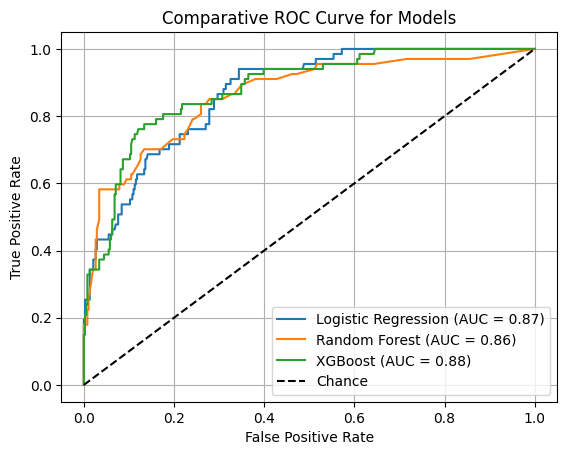 Comparative ROC Curve for Models
True Positive Rate
1.0
0.8
0.6
0.4
0.2
0.0
Logistic Regression (AUC = 0.87)
Random Forest (AUC = 0.86)
XGBoost (AUC = 0.88)
Chance
0.0 0.2 0.4 0.6 0.8 1.0
False Positive Rate